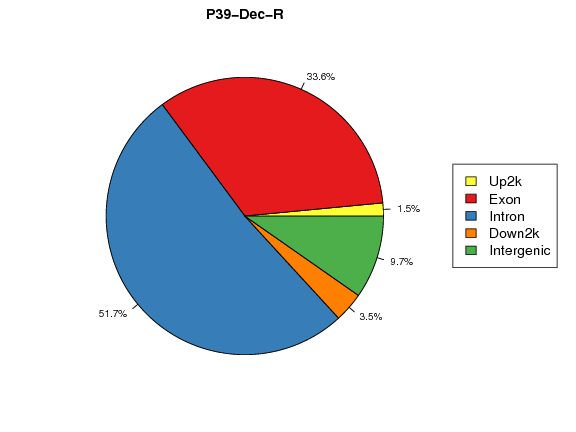 P39-Dec-R
33.6%
1.5%
9.7%
3.5%
51.7%
Up2k
Exon
Intron
Down2k
Intergenic